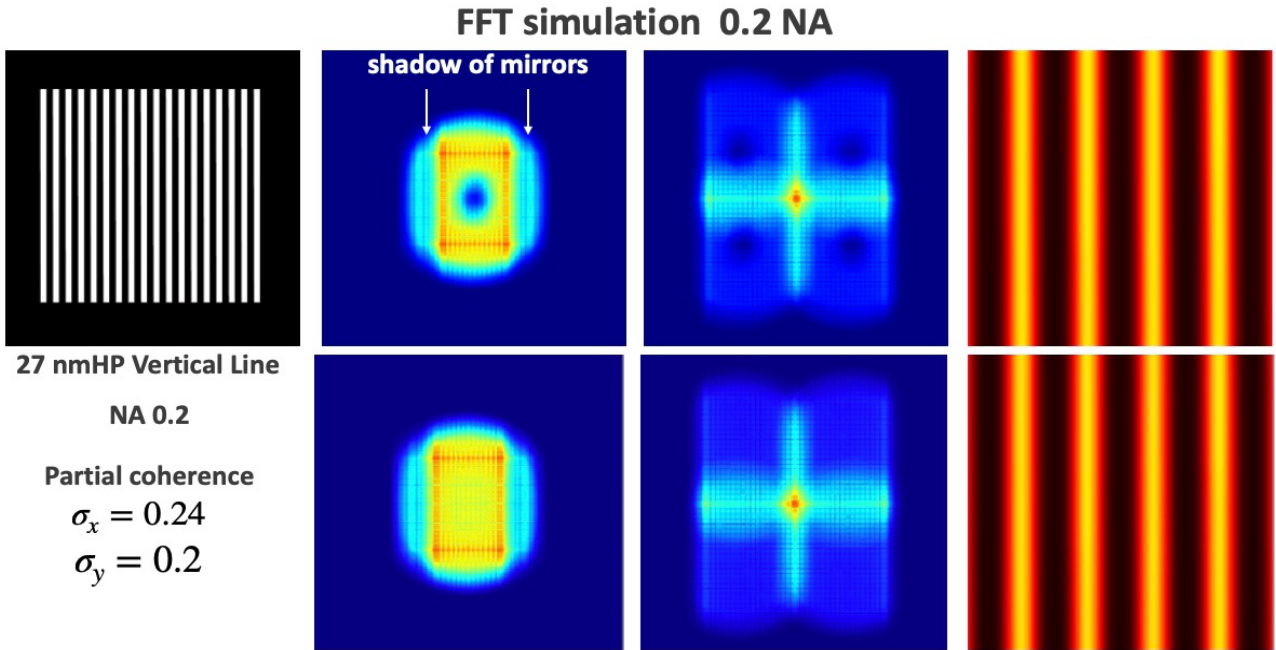 FFT simulation 0.2 NA
shadow of mirrors
27 nmHP Vertical Line
NA 0.2
Partial coherence
σₓ = 0.24
σᵧ = 0.2